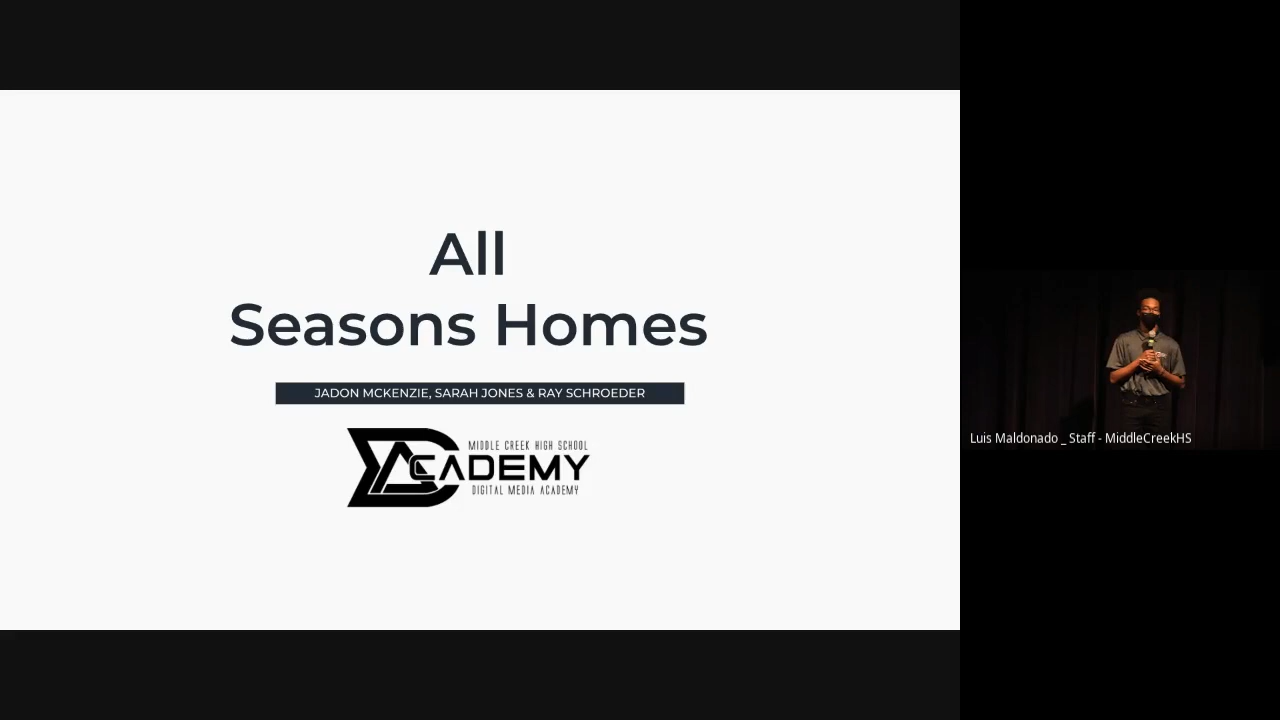 All
Seasons Homes
JADON MCKENZIE, SARAH JONES & RAY SCHROEDER
MIDDLE CREEK HIGH SCHOOL
ACADEMY
DIGITAL MEDIA ACADEMY
Luis Maldonado _ Staff - MiddleCreekHS